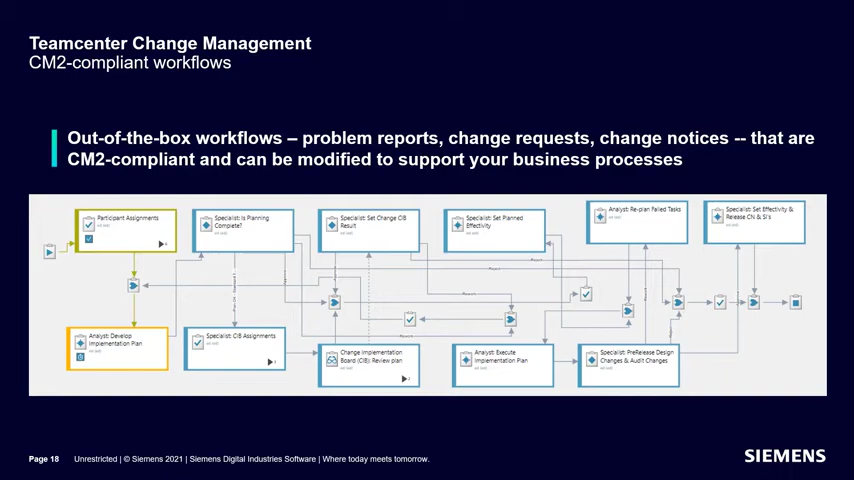 Teamcenter Change Management
CM2-compliant workflows
Out-of-the-box workflows – problem reports, change requests, change notices -- that are
CM2-compliant and can be modified to support your business processes
Participant Assignments
Specialist: Is Planning
Complete?
Specialist: Set Change CIB
Result
Specialist: Set Planned
Effectivity
Analyst: Re-plan Failed Tasks
Specialist: Set Effectivity &
Release CN & SI's
Analyst: Develop
Implementation Plan
Specialist: CIB Assignments
Change Implementation
Board (CIB): Review plan
Analyst: Execute
Implementation Plan
Specialist: PreRelease Design
Changes & Audit Changes
Page 18 Unrestricted | © Siemens 2021 | Siemens Digital Industries Software | Where today meets tomorrow.
SIEMENS